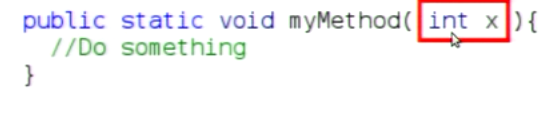 public static void myMethod( int x ){
//Do something
}